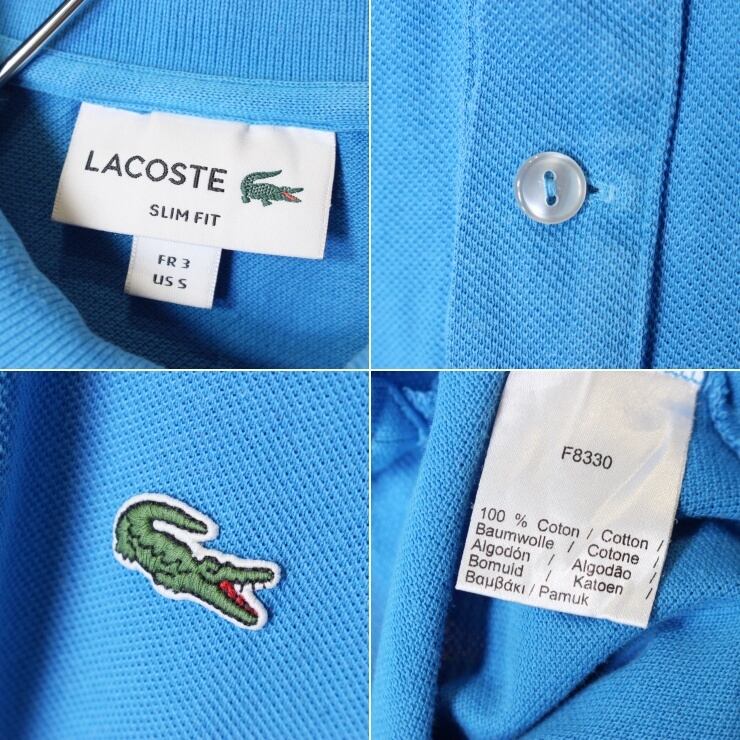 LACOSTE
SLIM FIT
FR 3
US S
F8330
100 % Coton / Cotton /
Baumwolle / Cotone /
Algodón / Algodão /
Bomuld / Katoen /
Βαμβάκι / Pamuk